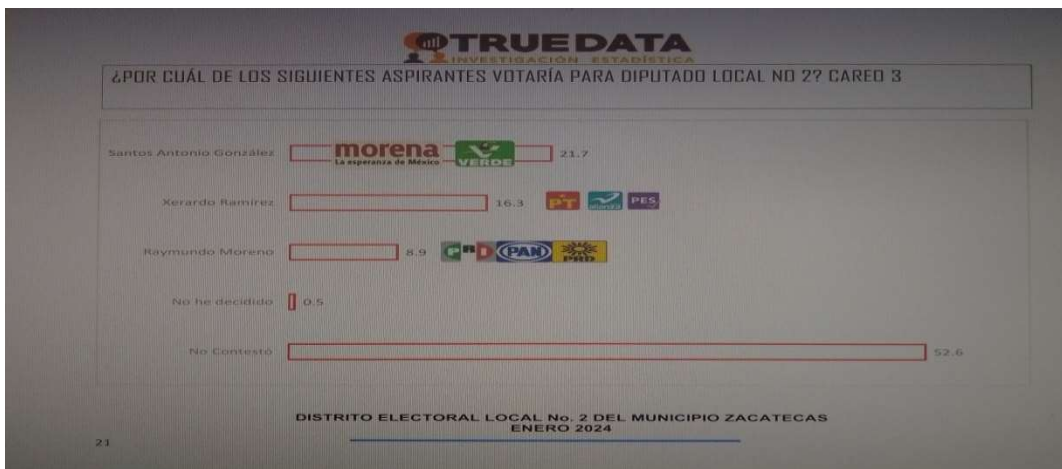 TRUEDATA
INVESTIGACIÓN ESTADÍSTICA
¿POR CUÁL DE LOS SIGUIENTES ASPIRANTES VOTARÍA PARA DIPUTADO LOCAL NO 2? CAREO 3
Santos Antonio González morena La esperanza de México VERDE 21.7
Xerardo Ramírez 16.3 PT alianza PES
Raymundo Moreno 8.9 PRI PAN PRD
No he decidido 0.5
No Contestó 52.6
DISTRITO ELECTORAL LOCAL No. 2 DEL MUNICIPIO ZACATECAS
ENERO 2024
21